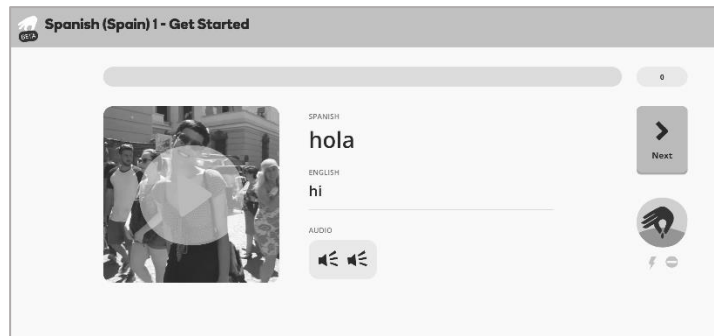 Spanish (Spain) 1 - Get Started
BETA
0
SPANISH
hola
Next
ENGLISH
hi
AUDIO